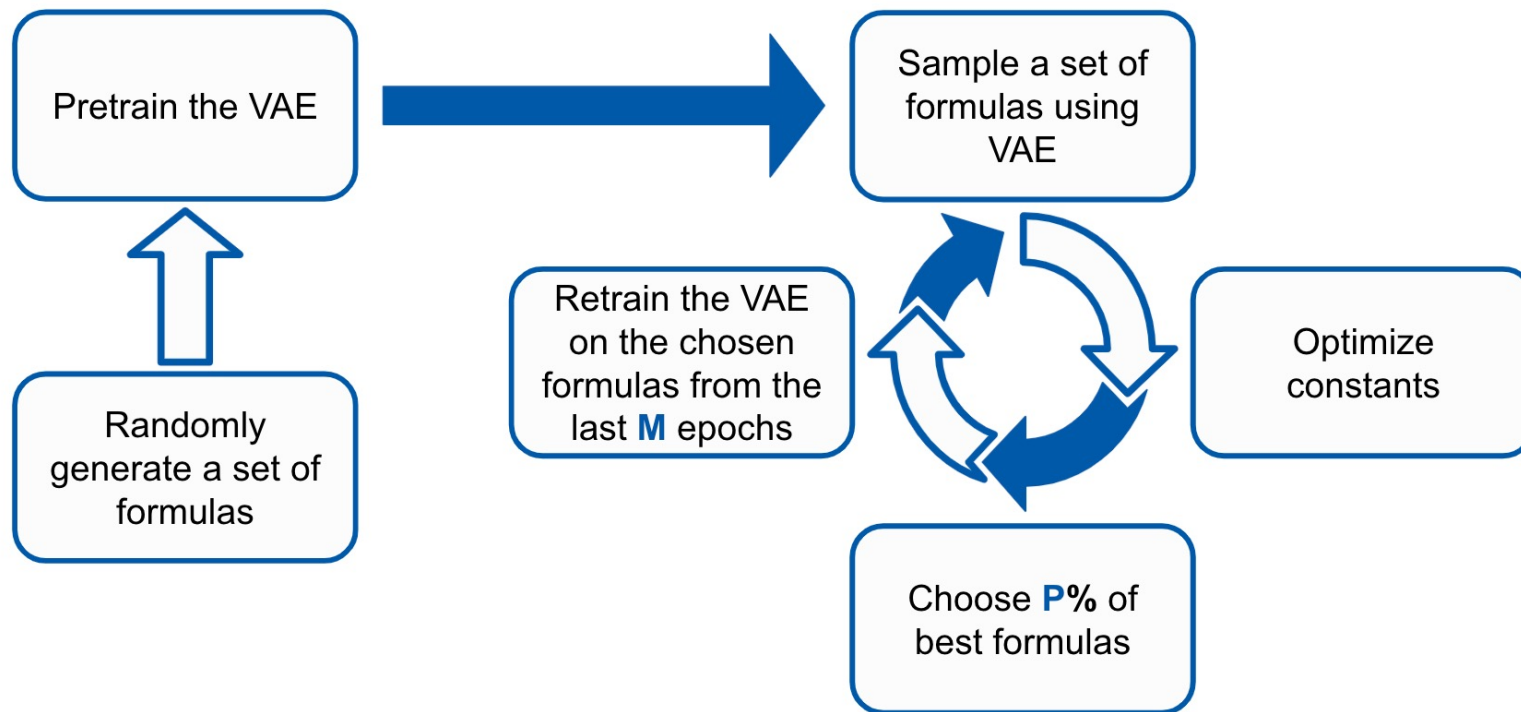 Pretrain the VAE
Randomly
generate a set of
formulas
Sample a set of
formulas using
VAE
Optimize
constants
Choose P% of
best formulas
Retrain the VAE
on the chosen
formulas from the
last M epochs